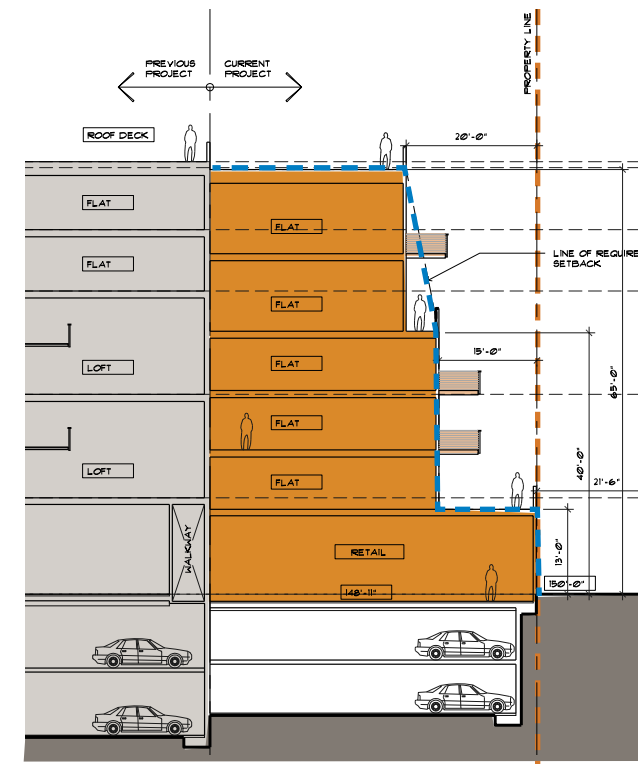 PROPERTY LINE
PREVIOUS PROJECT
CURRENT PROJECT
ROOF DECK
20'-0"
FLAT
FLAT
LINE OF REQUIRE
SETBACK
FLAT
FLAT
15'-0"
65'-0"
LOFT
FLAT
FLAT
40'-0"
LOFT
FLAT
21'-6"
WALKWAY
RETAIL
13'-0"
148'-11"
150'-0"